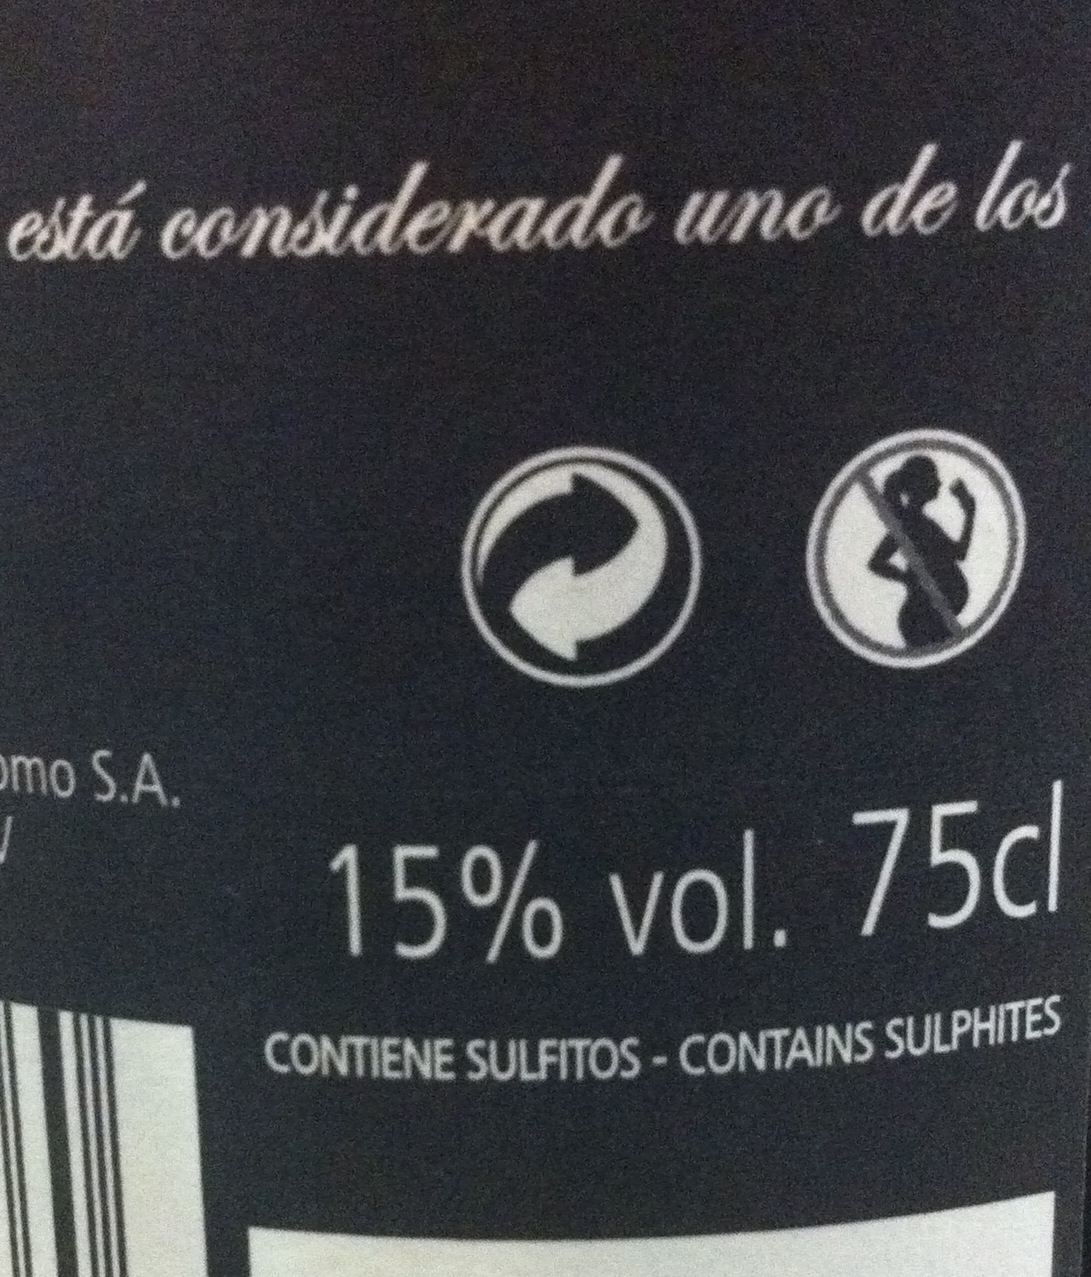 está considerado uno de los
omo S.A.
15% vol. 75cl
CONTIENE SULFITOS - CONTAINS SULPHITES